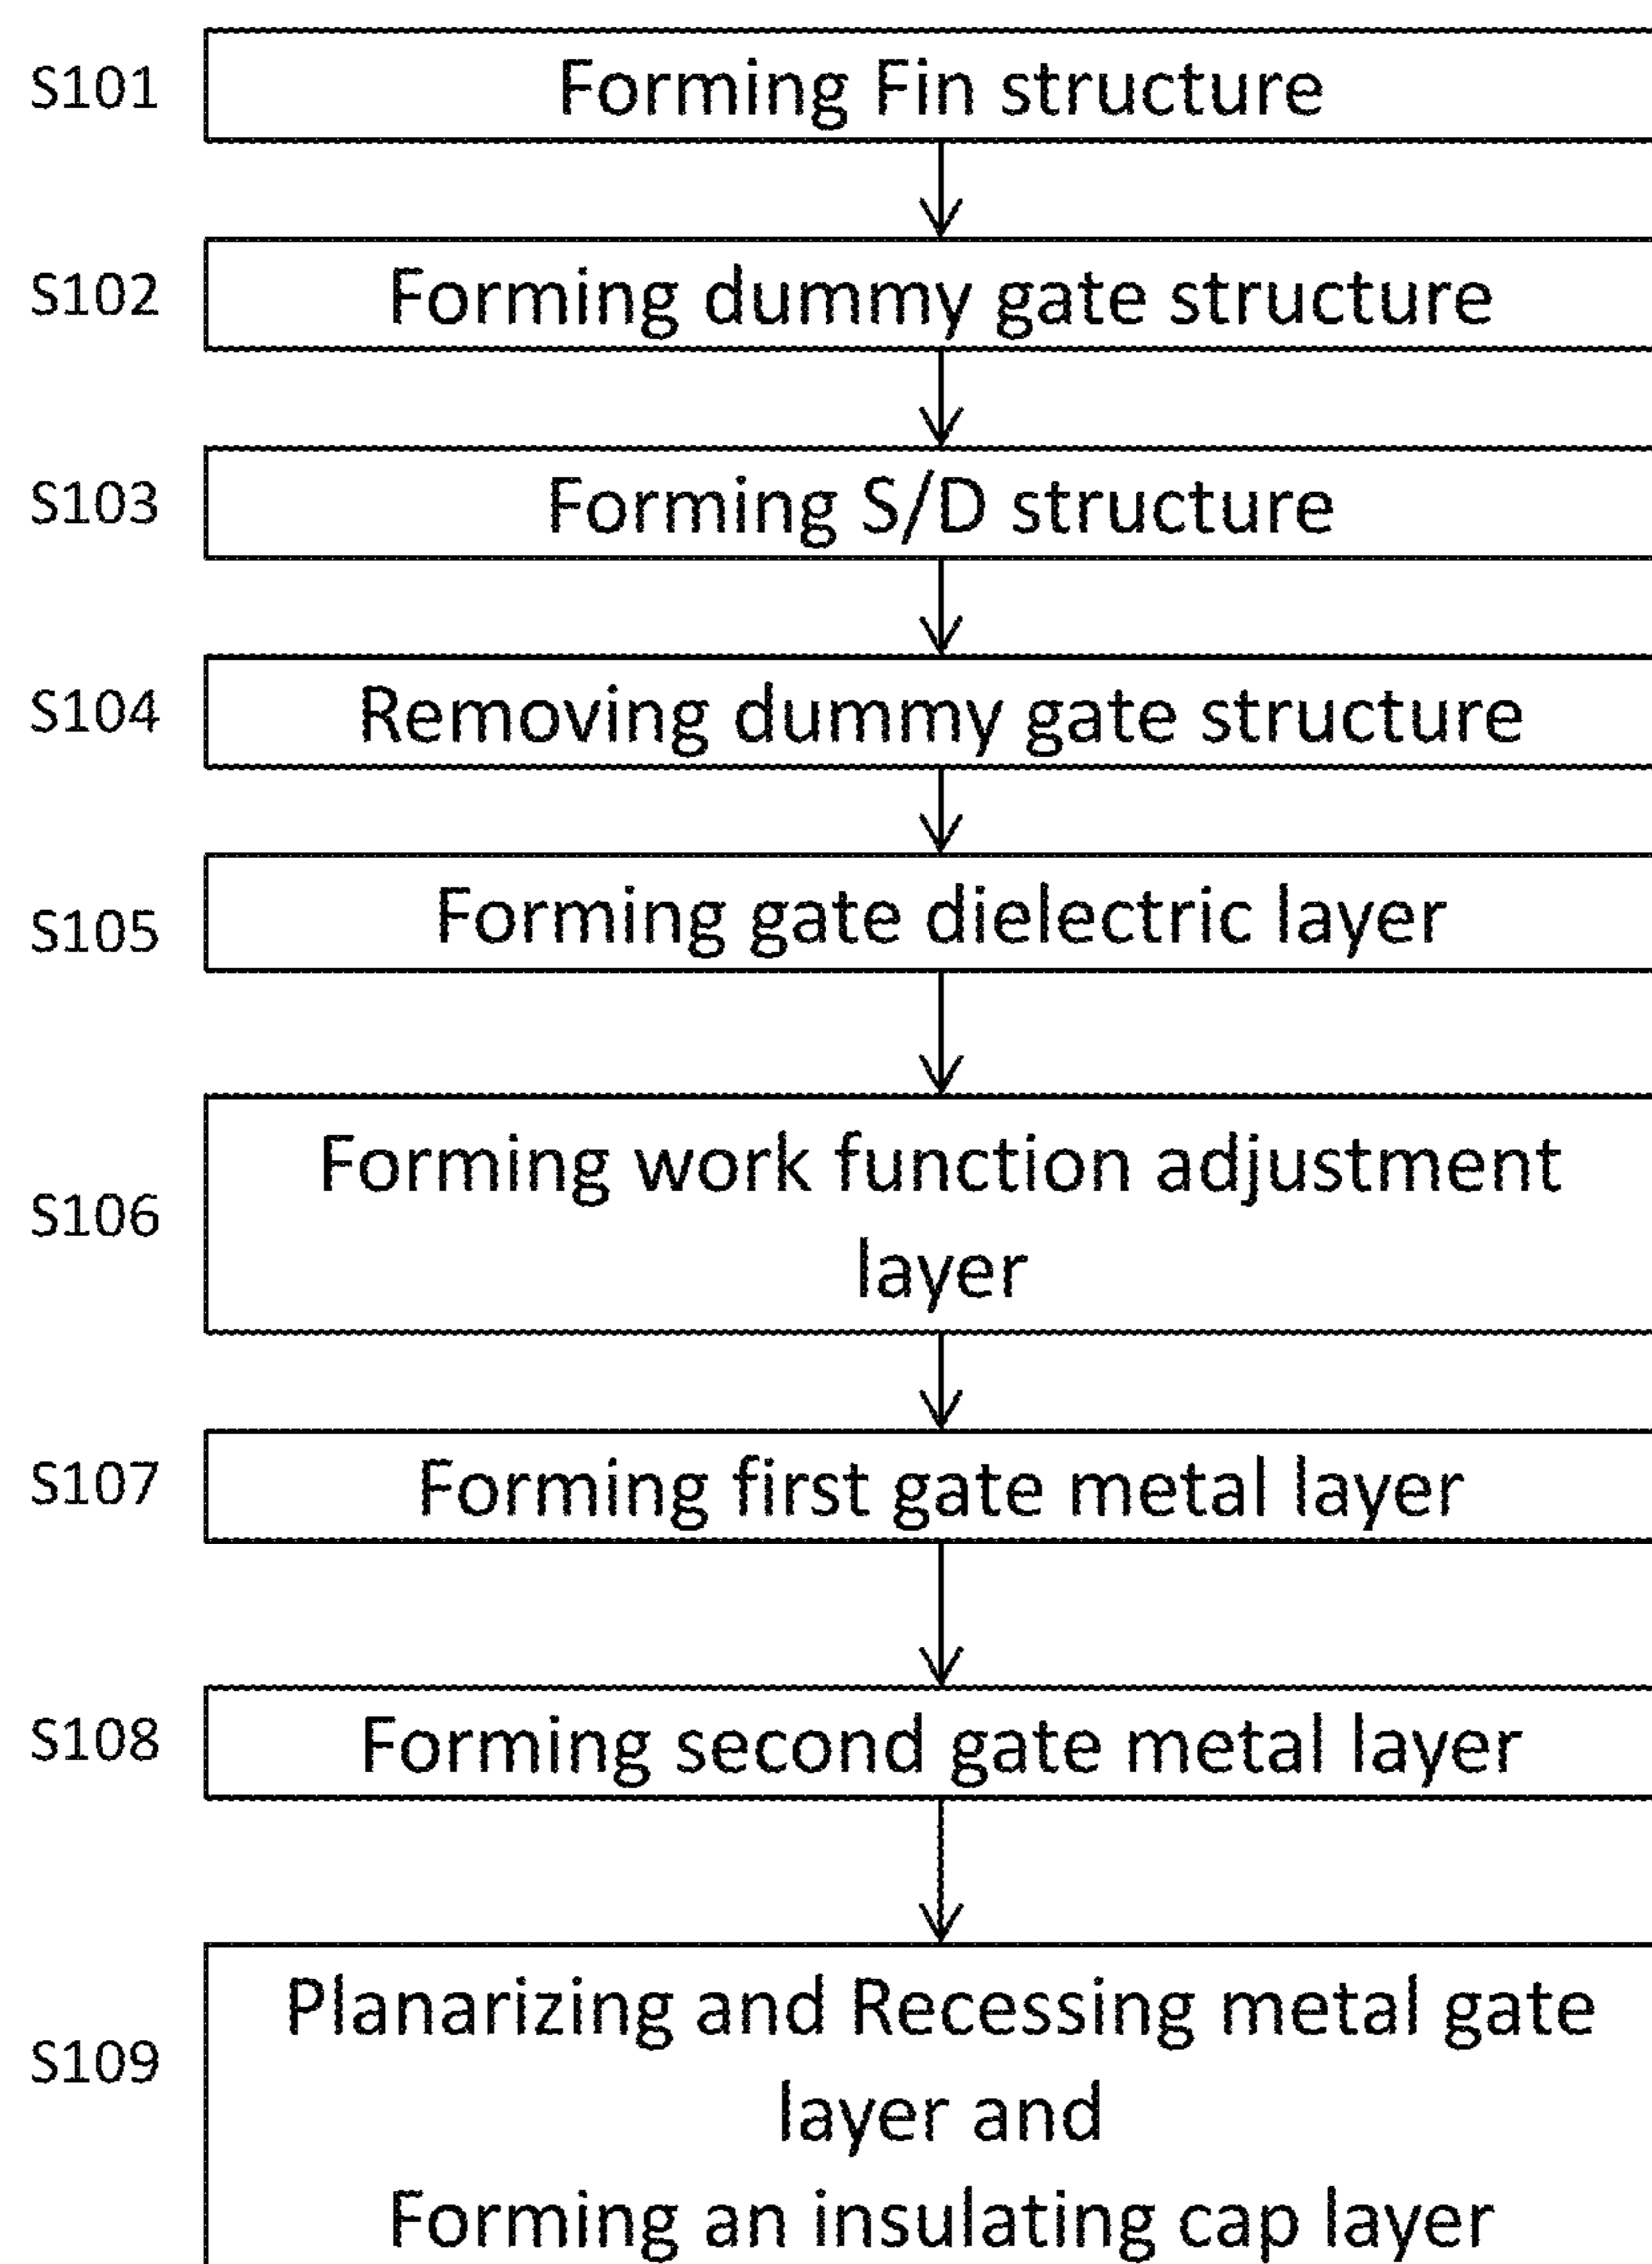 S101 Forming Fin structure
S102 Forming dummy gate structure
S103 Forming S/D structure
S104 Removing dummy gate structure
S105 Forming gate dielectric layer
S106 Forming work function adjustment
layer
S107 Forming first gate metal layer
S108 Forming second gate metal layer
S109 Planarizing and Recessing metal gate
layer and
Forming an insulating cap layer